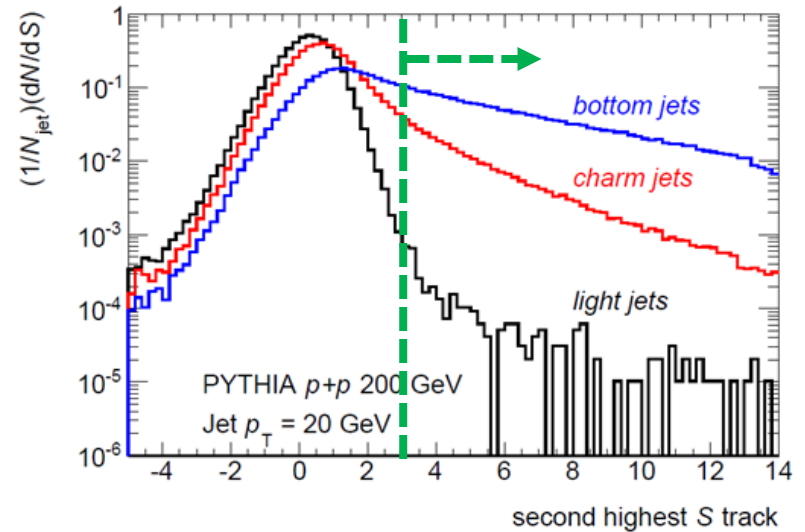 (1/N_jet)(dN/dS)
1
10^-1
10^-2
10^-3
10^-4
10^-5
10^-6
bottom jets
charm jets
light jets
PYTHIA p+p 200 GeV
Jet p_T = 20 GeV
-4 -2 0 2 4 6 8 10 12 14
second highest S track